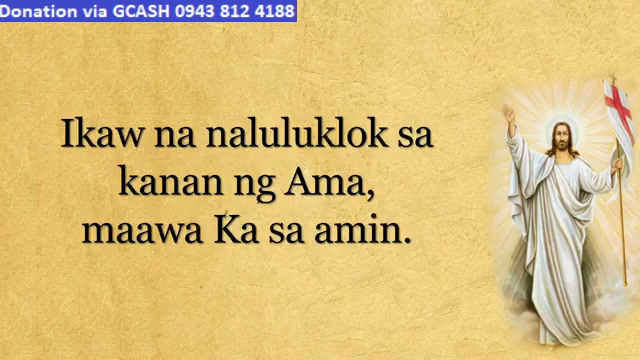 Donation via GCASH 0943 812 4188
Ikaw na naluluklok sa
kanan ng Ama,
maawa Ka sa amin.